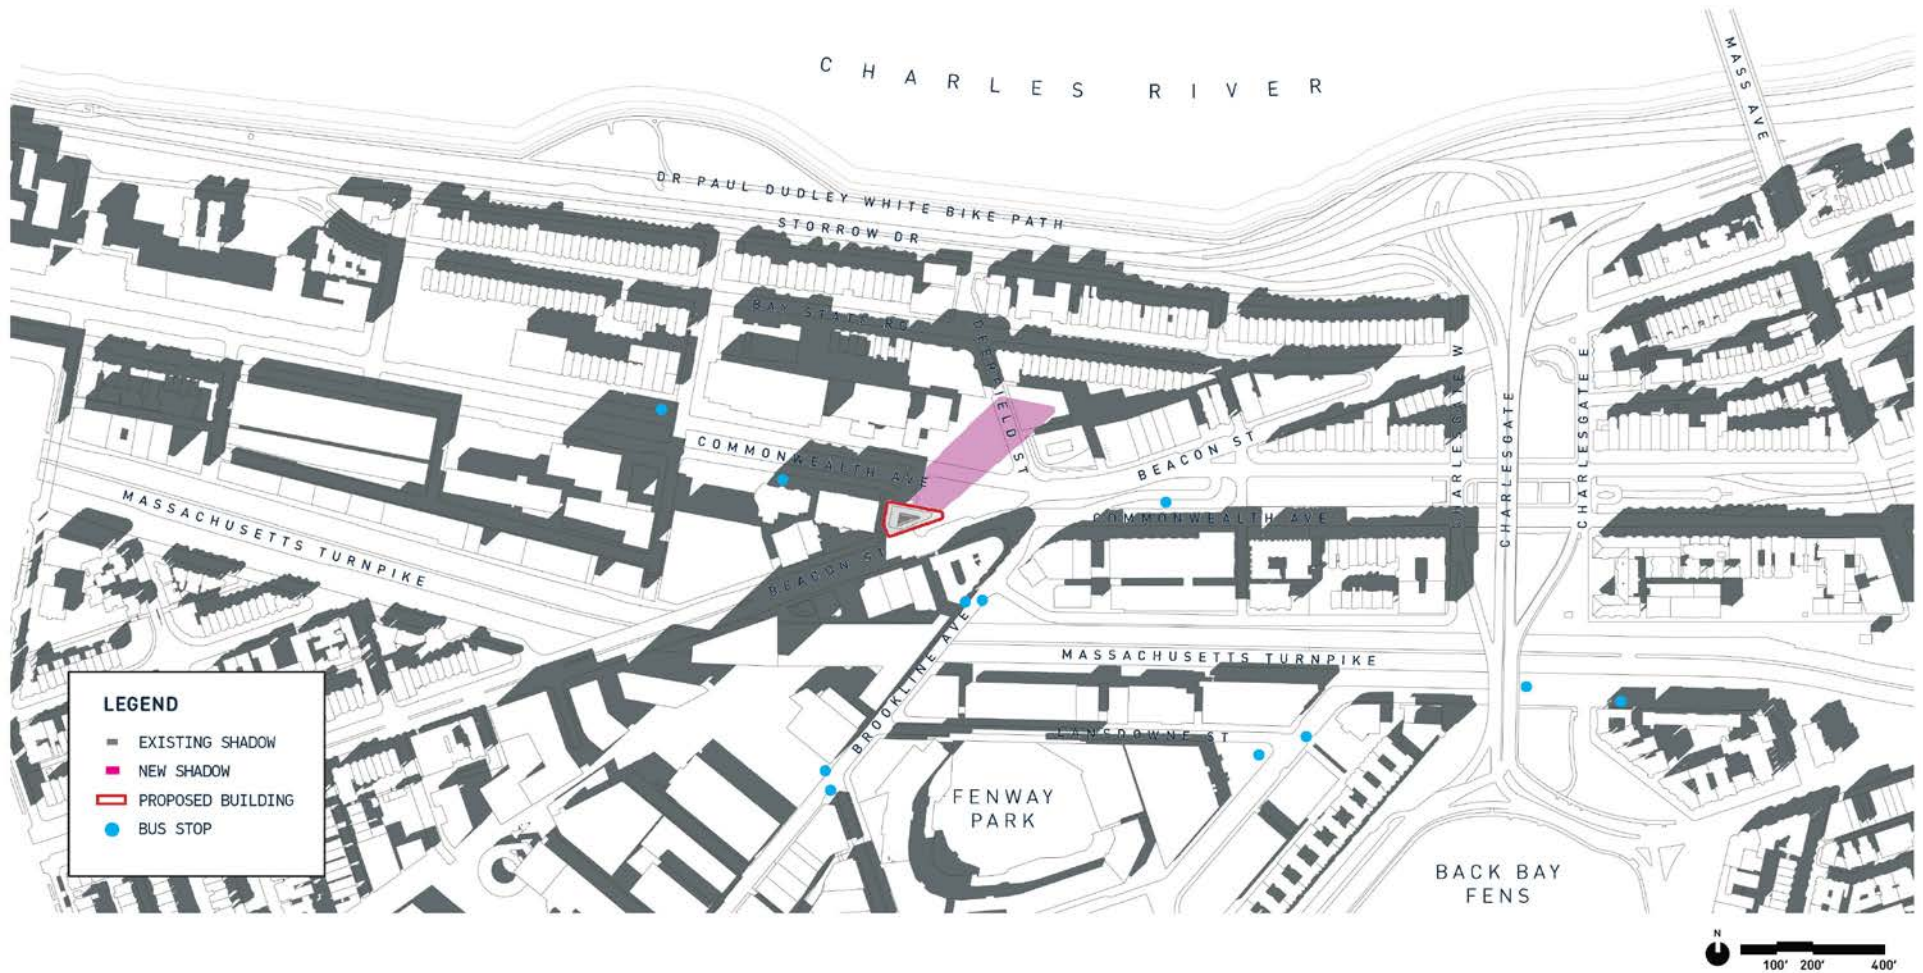 CHARLES RIVER
MASS AVE
DR PAUL DUDLEY WHITE BIKE PATH
STORROW DR
BAY STATE RD
DEERFIELD ST
COMMONWEALTH AVE
BEACON ST
CHARLESGATE W
CHARLESGATE
CHARLESGATE E
MASSACHUSETTS TURNPIKE
COMMONWEALTH AVE
BEACON ST
BROOKLINE AVE
MASSACHUSETTS TURNPIKE
LANSDOWNE ST
FENWAY
PARK
BACK BAY
FENS
LEGEND
EXISTING SHADOW
NEW SHADOW
PROPOSED BUILDING
BUS STOP
N
100' 200' 400'